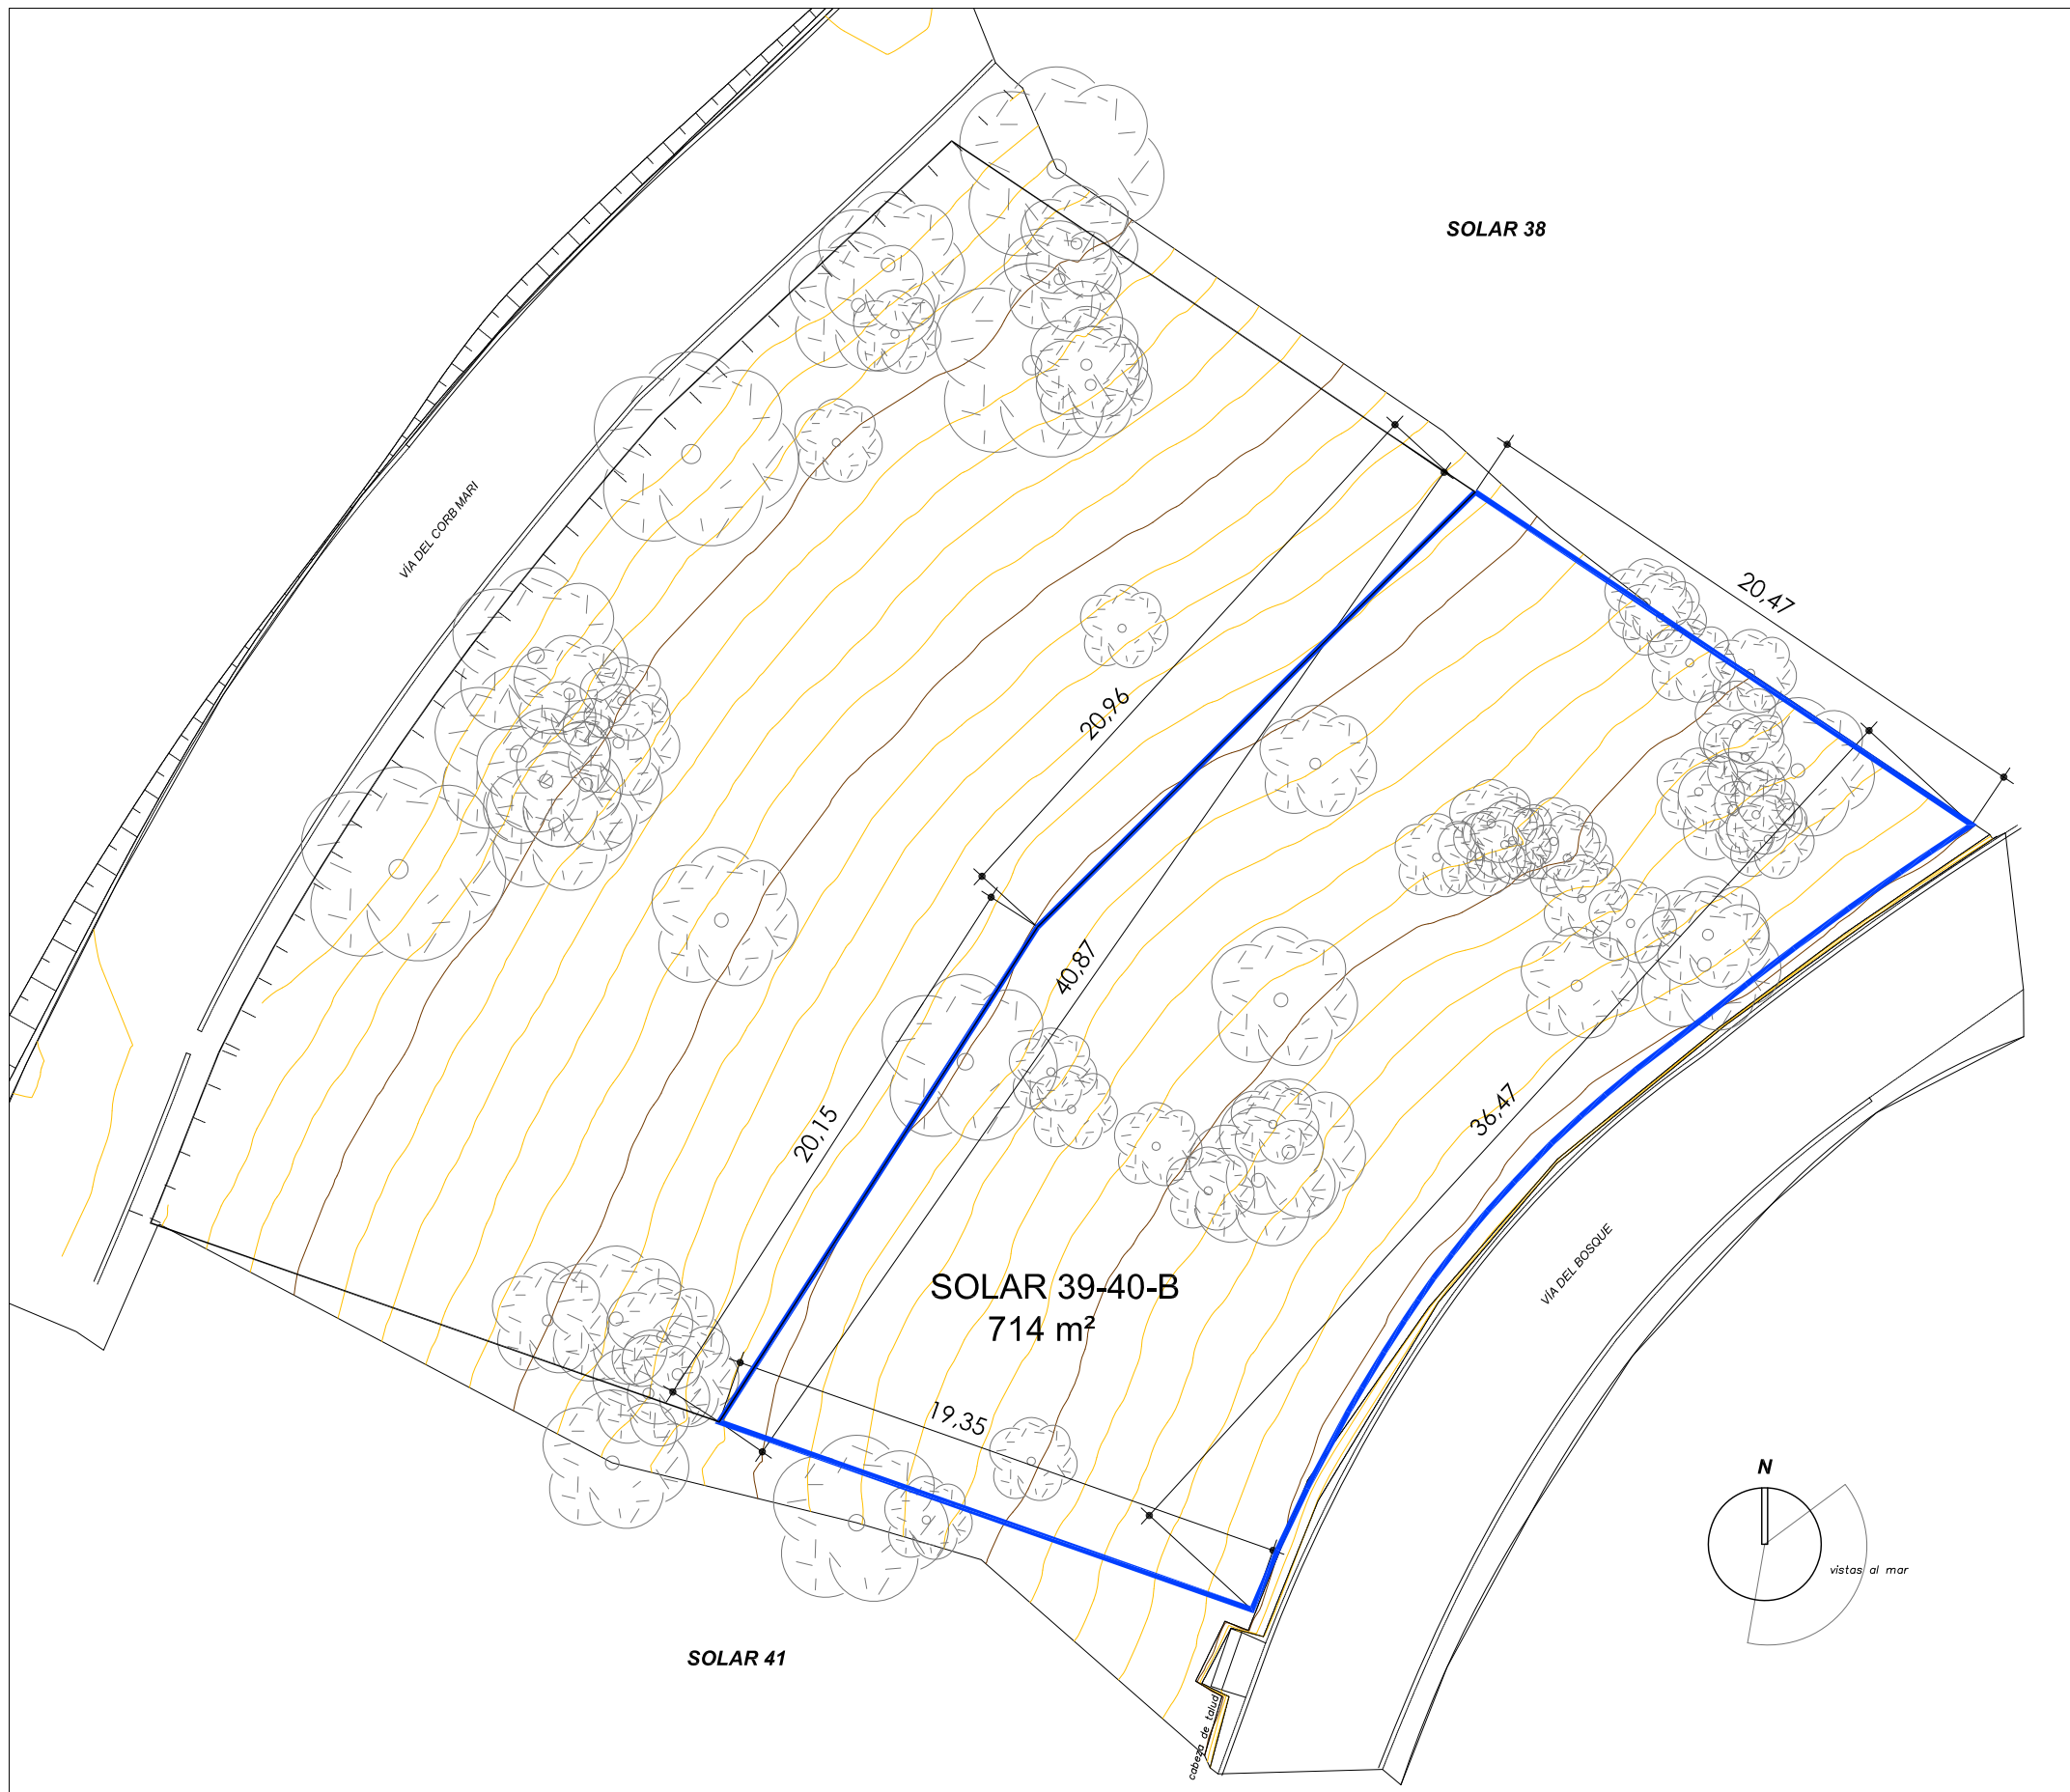 SOLAR 38
VÍA DEL CORB MARI
20,47
20,96
40,87
20,15
36,47
SOLAR 39-40-B
714 m²
VÍA DEL BOSQUE
19,35
N
vistas al mar
SOLAR 41
cabeza de talud